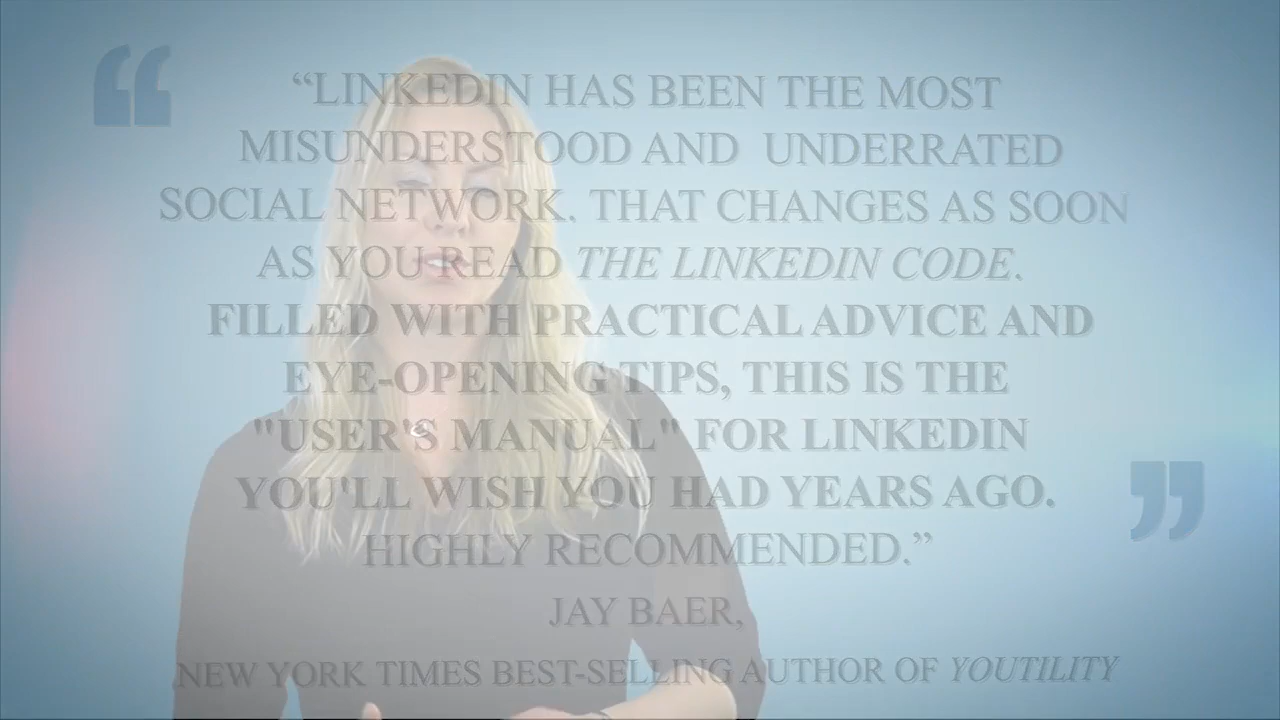 “LINKEDIN HAS BEEN THE MOST
MISUNDERSTOOD AND UNDERRATED
SOCIAL NETWORK. THAT CHANGES AS SOON
AS YOU READ THE LINKEDIN CODE.
FILLED WITH PRACTICAL ADVICE AND
EYE-OPENING TIPS, THIS IS THE
"USER'S MANUAL" FOR LINKEDIN
YOU'LL WISH YOU HAD YEARS AGO.
HIGHLY RECOMMENDED.”
JAY BAER,
NEW YORK TIMES BEST-SELLING AUTHOR OF YOUTILITY